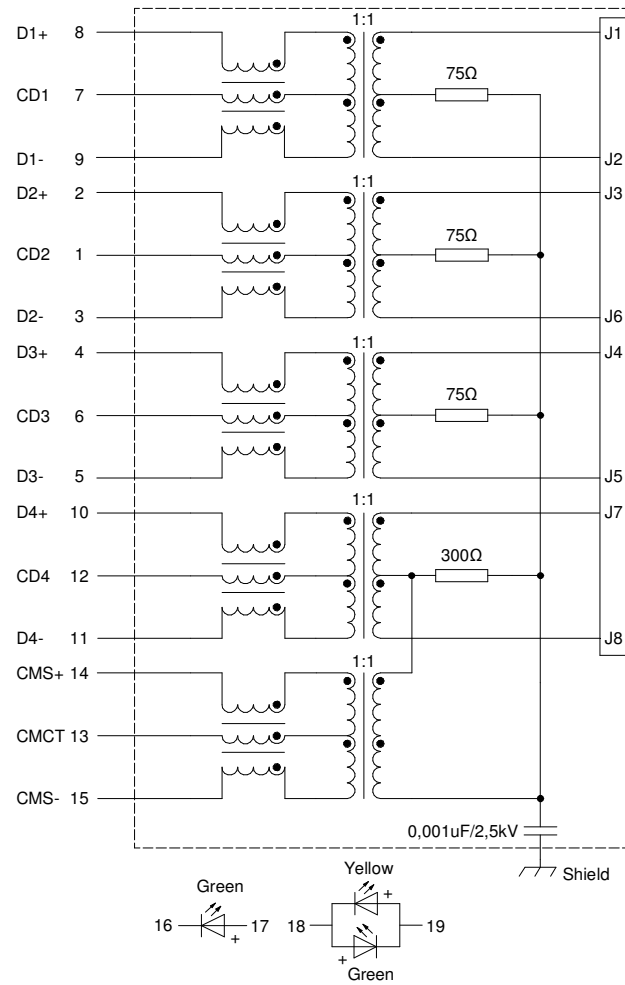 1:1
D1+ 8 J1
75Ω
CD1 7
D1- 9 J2
1:1
D2+ 2 J3
75Ω
CD2 1
D2- 3 J6
1:1
D3+ 4 J4
75Ω
CD3 6
D3- 5 J5
1:1
D4+ 10 J7
300Ω
CD4 12
D4- 11 J8
1:1
CMS+ 14
CMCT 13
CMS- 15
0,001uF/2,5kV
Shield
Green
16 + 17
Yellow
+
18 19
+
Green